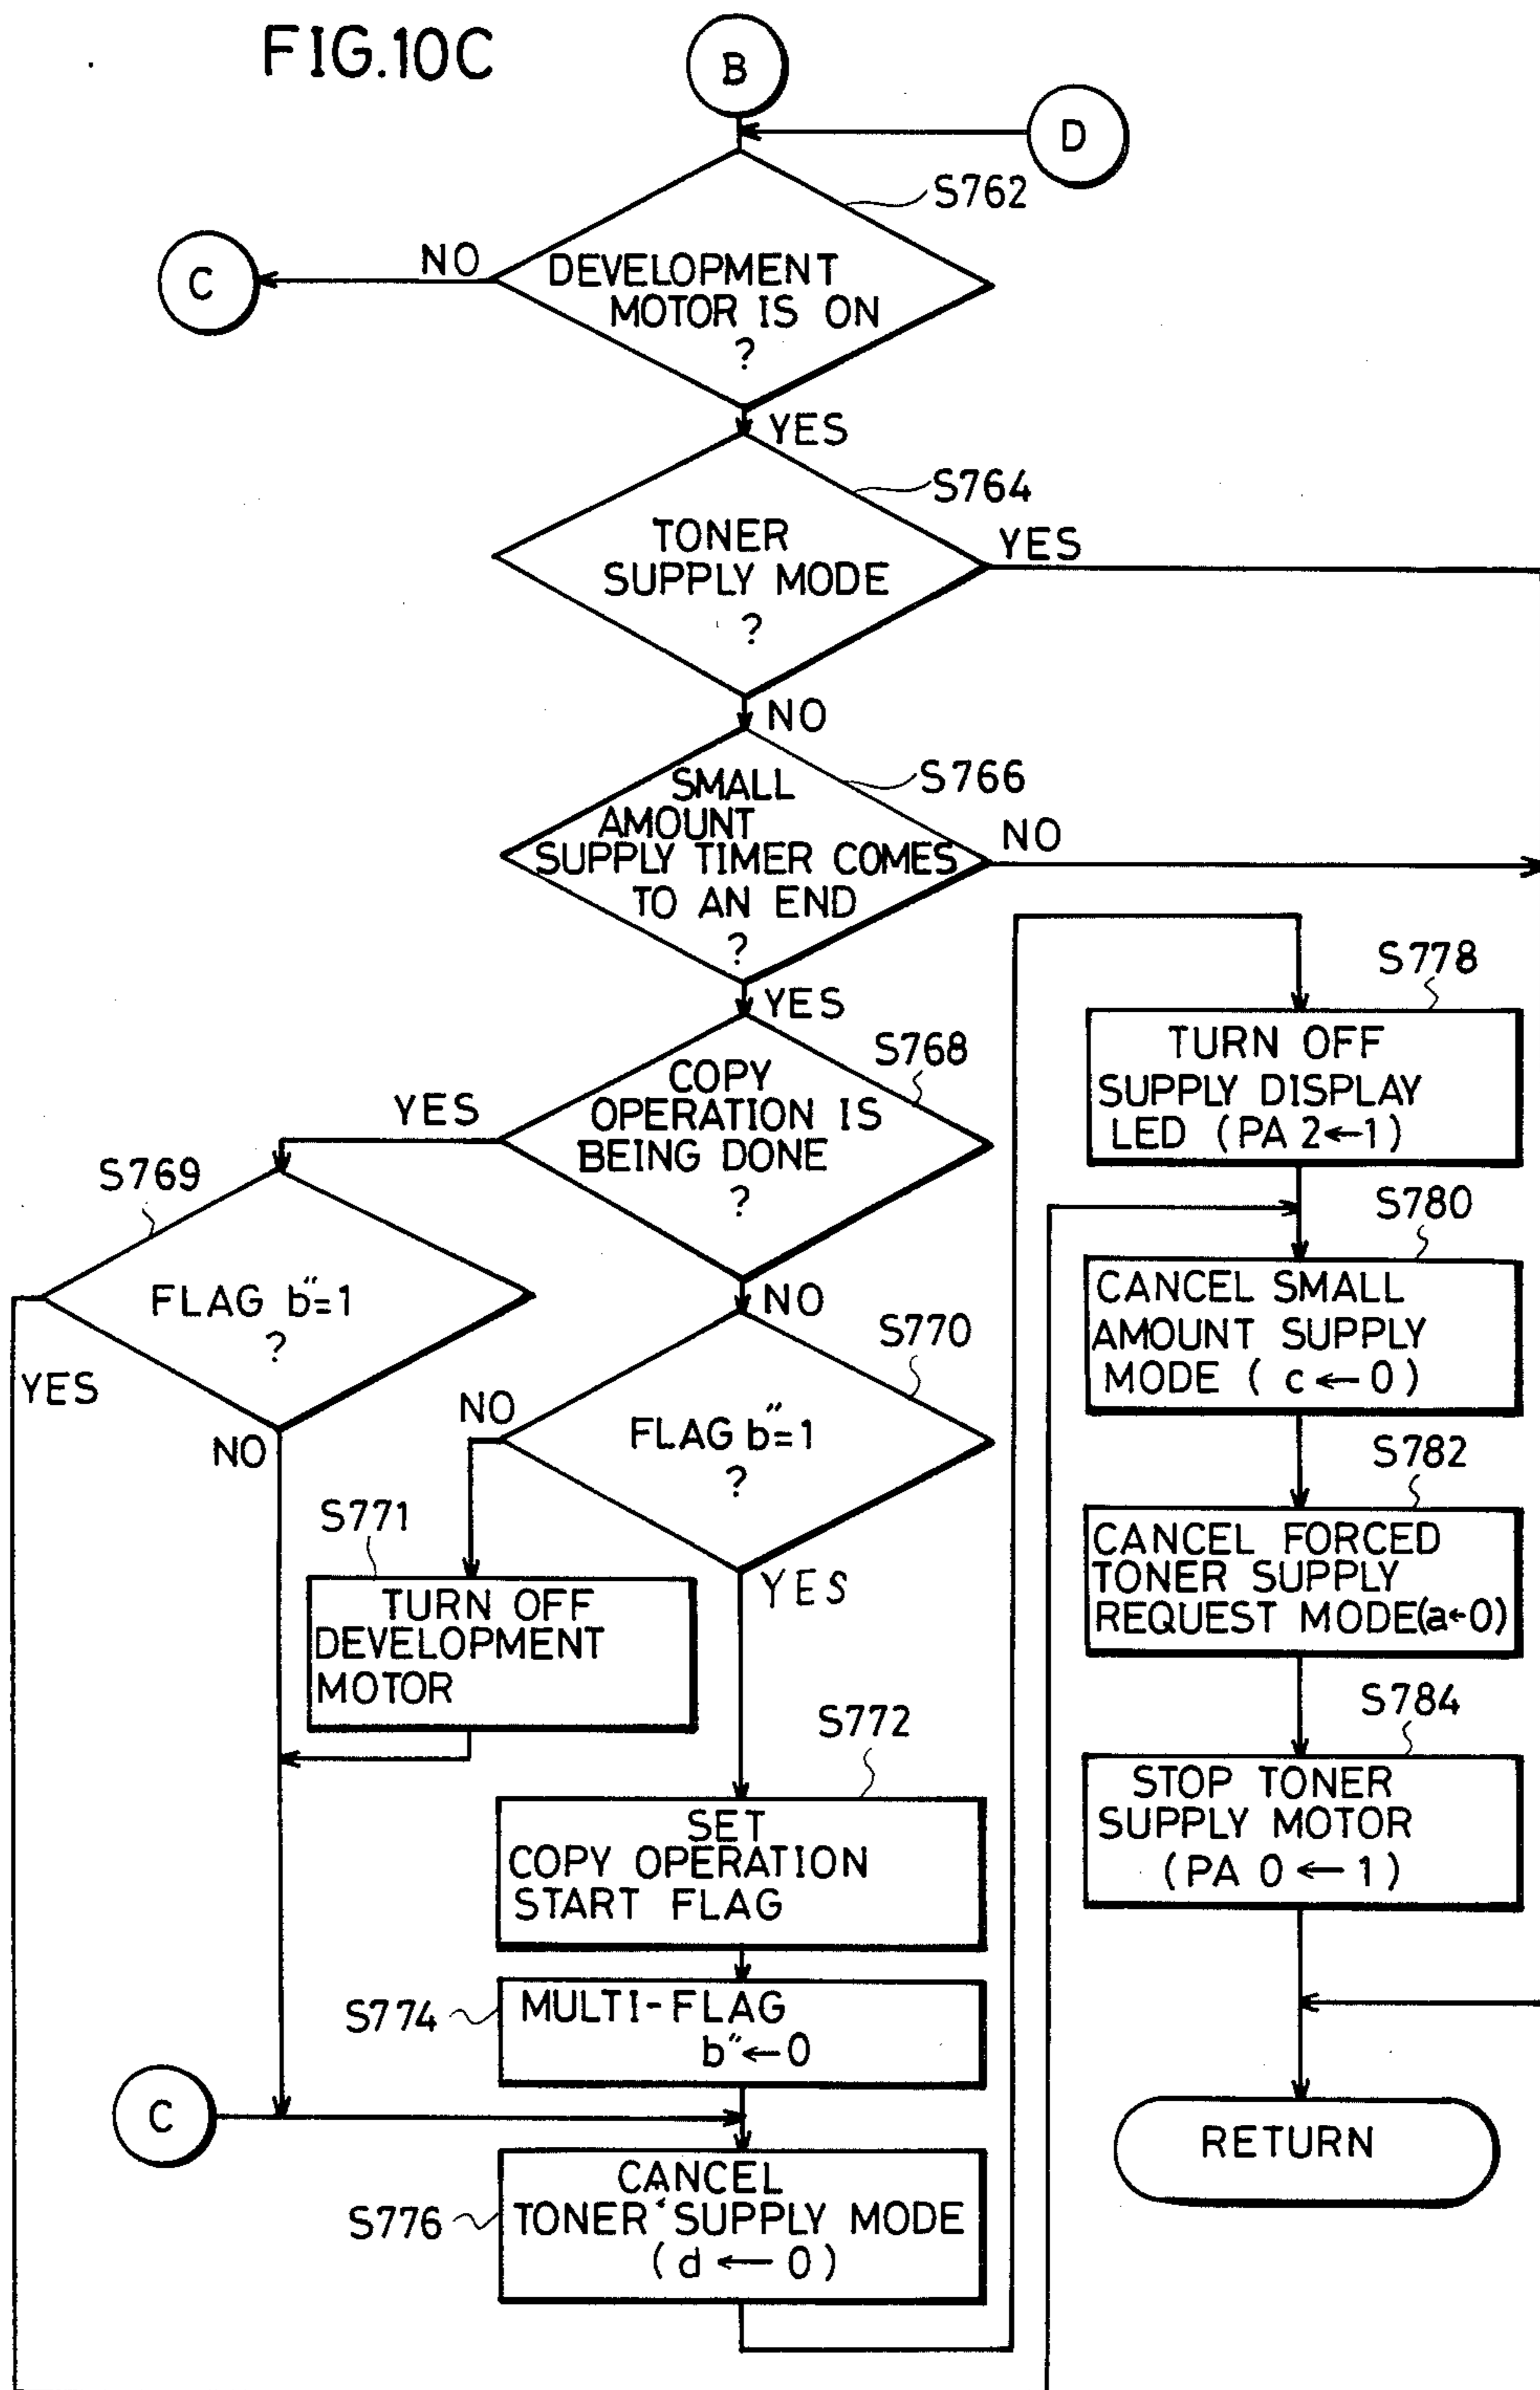 FIG.10C
B
D
S762
NO
C
DEVELOPMENT
MOTOR IS ON
?
YES
S764
TONER
SUPPLY MODE
?
YES
NO
S766
SMALL
AMOUNT
SUPPLY TIMER COMES
TO AN END
?
NO
YES
S768
COPY
OPERATION IS
BEING DONE
?
YES
NO
S769
FLAG b"=1
?
YES
NO
S770
FLAG b"=1
?
NO
YES
S771
TURN OFF
DEVELOPMENT
MOTOR
S772
SET
COPY OPERATION
START FLAG
S774
MULTI-FLAG
b"←0
C
S776
CANCEL
TONER SUPPLY MODE
(d ← 0)
S778
TURN OFF
SUPPLY DISPLAY
LED (PA 2←1)
S780
CANCEL SMALL
AMOUNT SUPPLY
MODE ( c ← 0)
S782
CANCEL FORCED
TONER SUPPLY
REQUEST MODE(a←0)
S784
STOP TONER
SUPPLY MOTOR
(PA 0 ← 1)
RETURN